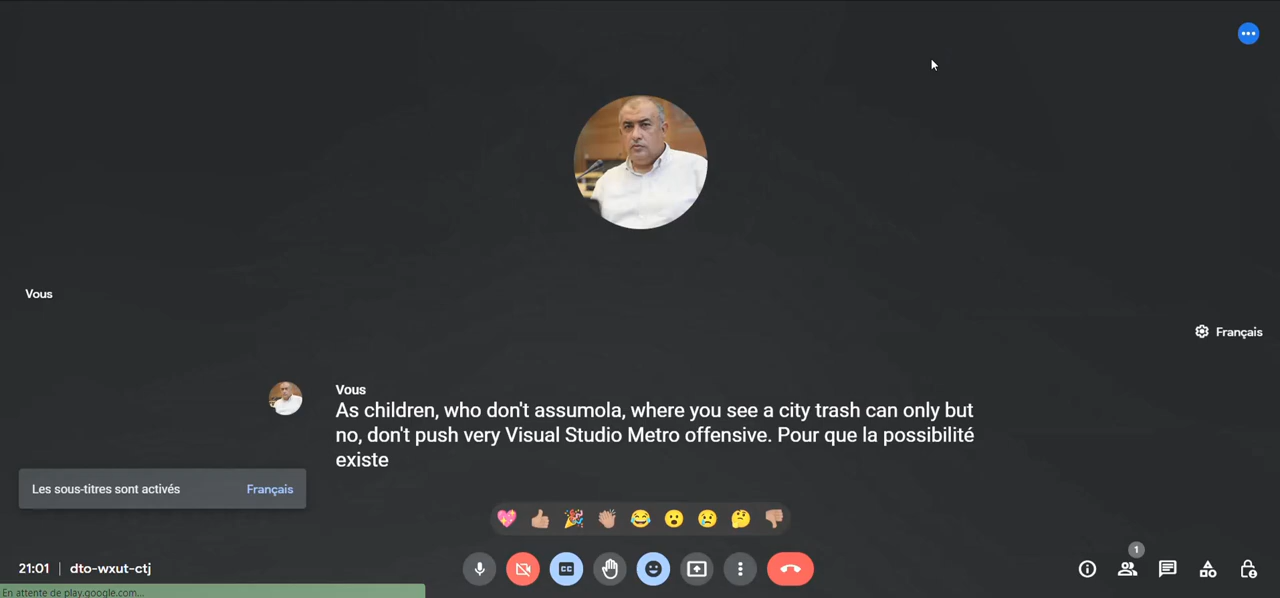 Vous
Français
Vous
As children, who don't assumola, where you see a city trash can only but
no, don't push very Visual Studio Metro offensive. Pour que la possibilité
existe
Les sous-titres sont activés Français
CC
21:01 | dto-wxut-ctj
1
En attente de play.google.com...